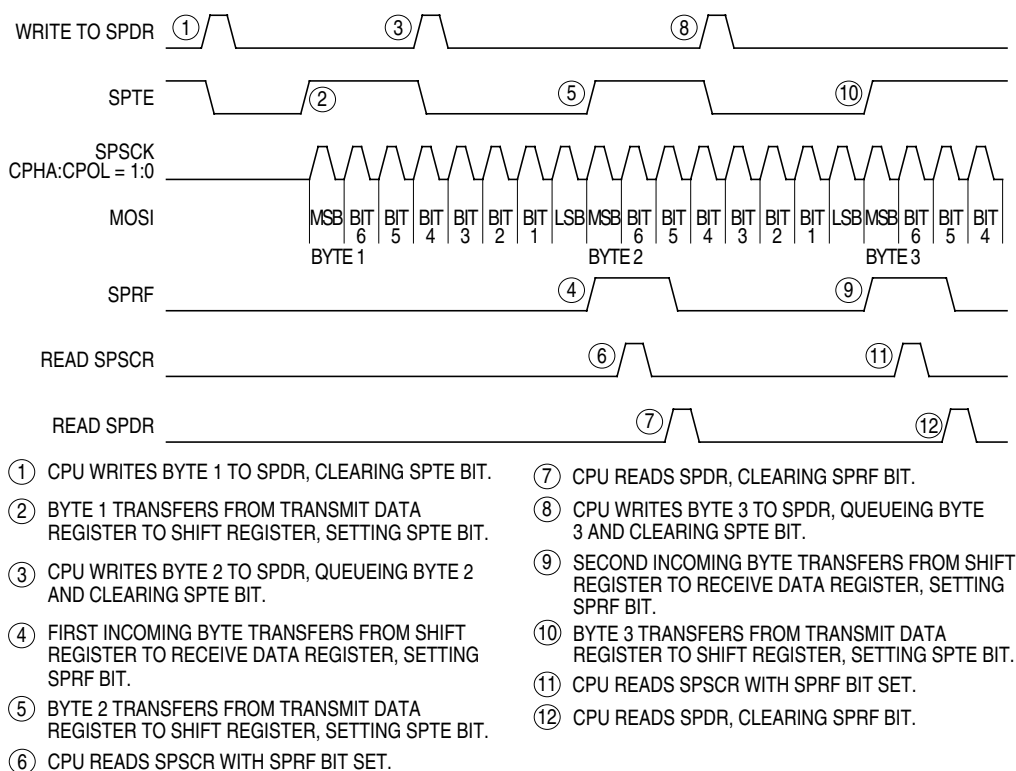 WRITE TO SPDR
1
3
8
SPTE
2
5
10
SPSCK
CPHA:CPOL = 1:0
MOSI
MSB BIT 6 BIT 5 BIT 4 BIT 3 BIT 2 BIT 1 LSB MSB BIT 6 BIT 5 BIT 4 BIT 3 BIT 2 BIT 1 LSB MSB BIT 6 BIT 5 BIT 4
BYTE 1
BYTE 2
BYTE 3
SPRF
4
9
READ SPSCR
6
11
READ SPDR
7
12
1 CPU WRITES BYTE 1 TO SPDR, CLEARING SPTE BIT.
2 BYTE 1 TRANSFERS FROM TRANSMIT DATA
REGISTER TO SHIFT REGISTER, SETTING SPTE BIT.
3 CPU WRITES BYTE 2 TO SPDR, QUEUEING BYTE 2
AND CLEARING SPTE BIT.
4 FIRST INCOMING BYTE TRANSFERS FROM SHIFT
REGISTER TO RECEIVE DATA REGISTER, SETTING
SPRF BIT.
5 BYTE 2 TRANSFERS FROM TRANSMIT DATA
REGISTER TO SHIFT REGISTER, SETTING SPTE BIT.
6 CPU READS SPSCR WITH SPRF BIT SET.
7 CPU READS SPDR, CLEARING SPRF BIT.
8 CPU WRITES BYTE 3 TO SPDR, QUEUEING BYTE
3 AND CLEARING SPTE BIT.
9 SECOND INCOMING BYTE TRANSFERS FROM SHIFT
REGISTER TO RECEIVE DATA REGISTER, SETTING
SPRF BIT.
10 BYTE 3 TRANSFERS FROM TRANSMIT DATA
REGISTER TO SHIFT REGISTER, SETTING SPTE BIT.
11 CPU READS SPSCR WITH SPRF BIT SET.
12 CPU READS SPDR, CLEARING SPRF BIT.